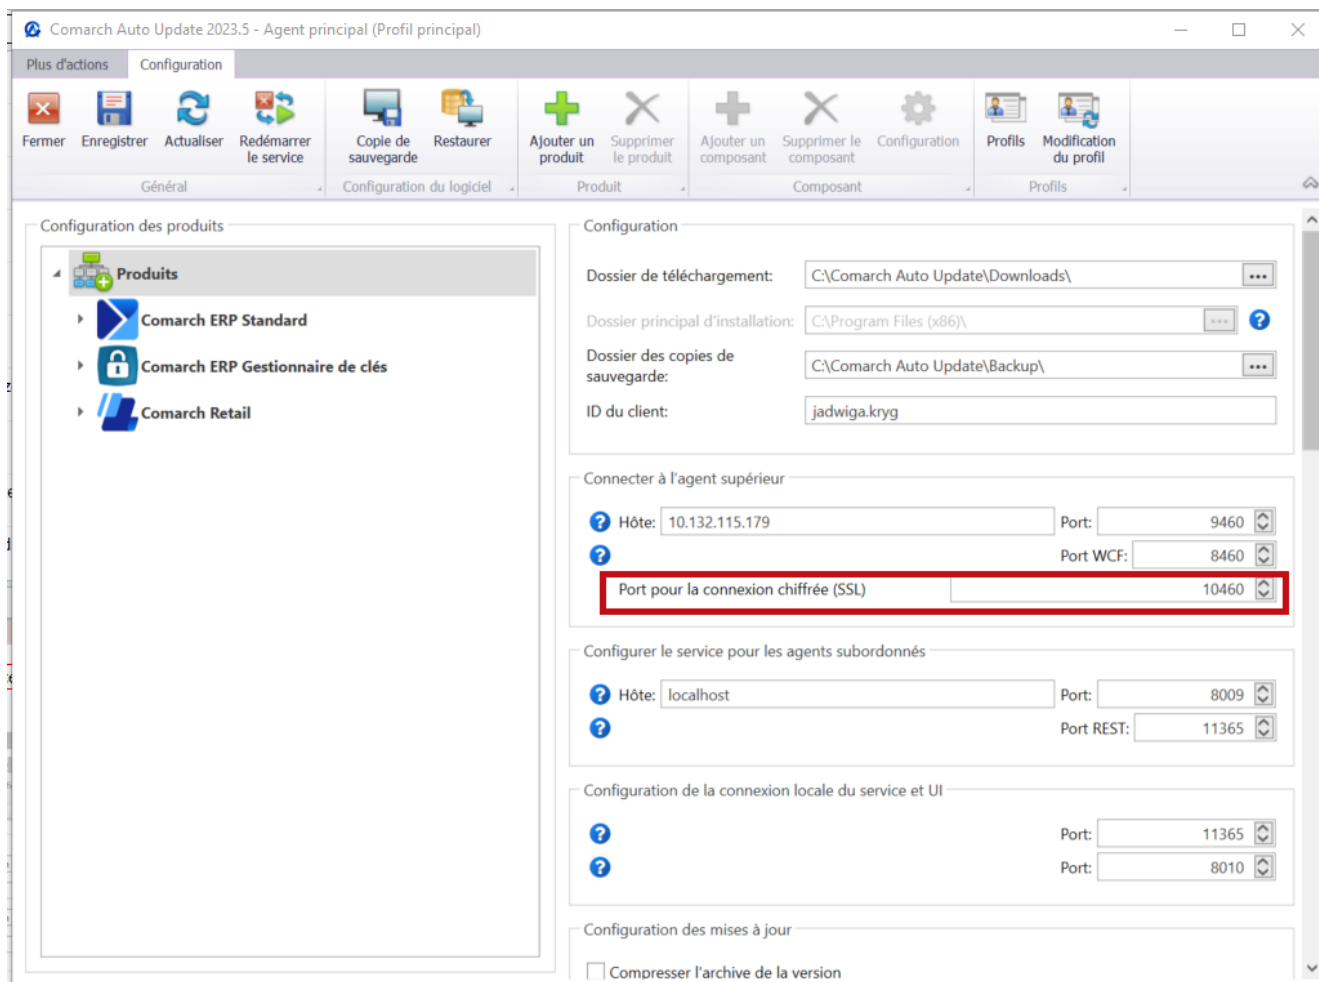 Comarch Auto Update 2023.5 - Agent principal (Profil principal)
Plus d'actions Configuration
Fermer Enregistrer Actualiser Redémarrer le service Copie de sauvegarde Restaurer Ajouter un produit Supprimer le produit Ajouter un composant Supprimer le composant Configuration Profils Modification du profil
Général Configuration du logiciel Produit Composant Profils
Configuration des produits
Produits
Comarch ERP Standard
Comarch ERP Gestionnaire de clés
Comarch Retail
Configuration
Dossier de téléchargement: C:\Comarch Auto Update\Downloads\ ...
Dossier principal d'installation: C:\Program Files (x86)\ ... ?
Dossier des copies de
sauvegarde: C:\Comarch Auto Update\Backup\ ...
ID du client: jadwiga.kryg
Connecter à l'agent supérieur
? Hôte: 10.132.115.179 Port: 9460
? Port WCF: 8460
Port pour la connexion chiffrée (SSL) 10460
Configurer le service pour les agents subordonnés
? Hôte: localhost Port: 8009
? Port REST: 11365
Configuration de la connexion locale du service et UI
? Port: 11365
? Port: 8010
Configuration des mises à jour
Compresser l'archive de la version